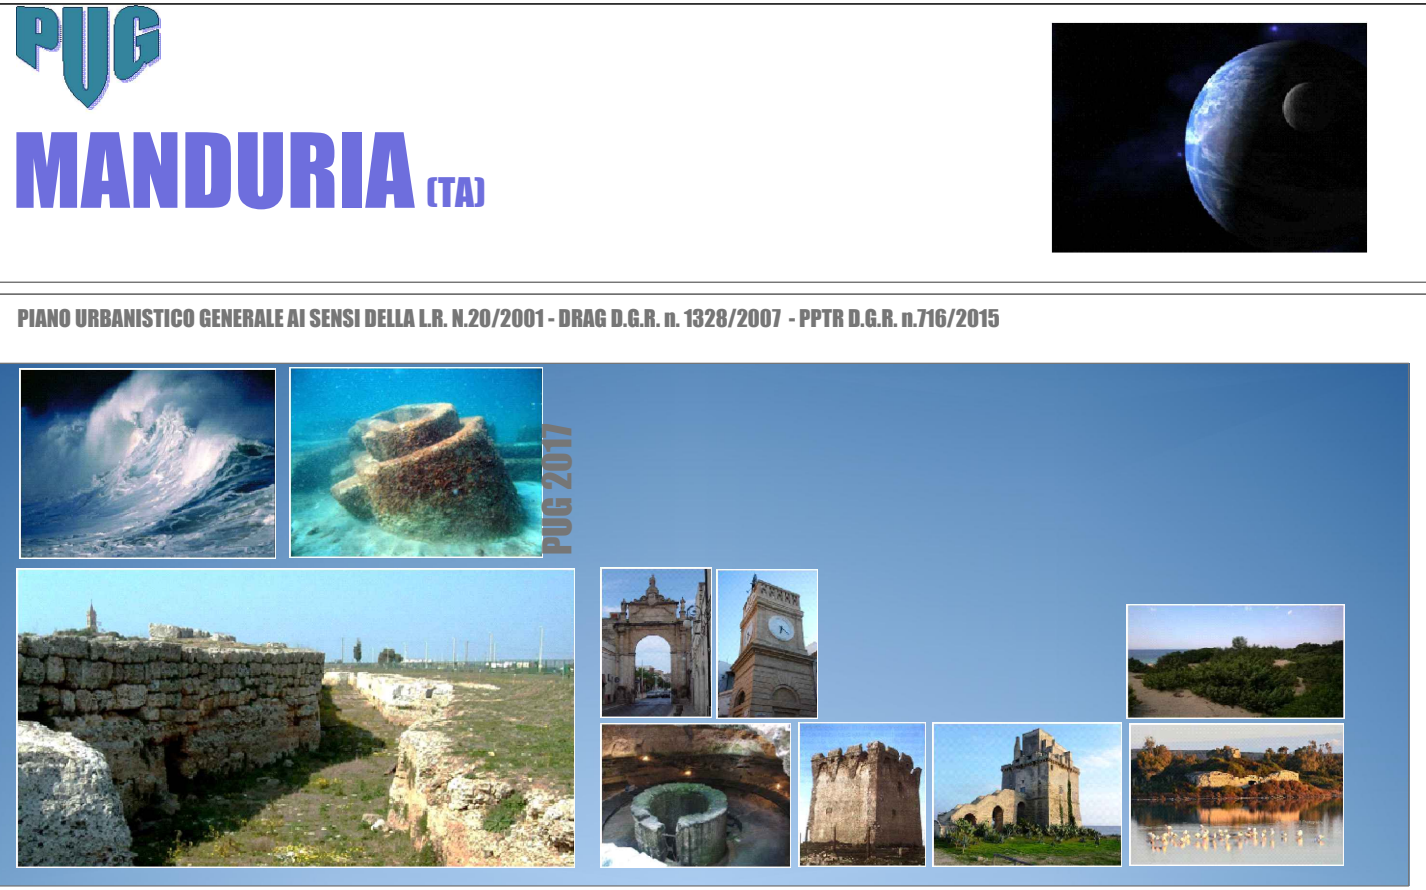 PUG
MANDURIA (TA)
PIANO URBANISTICO GENERALE AI SENSI DELLA L.R. N.20/2001 - DRAG D.G.R. n. 1328/2007 - PPTR D.G.R. n.716/2015
PUG 2017